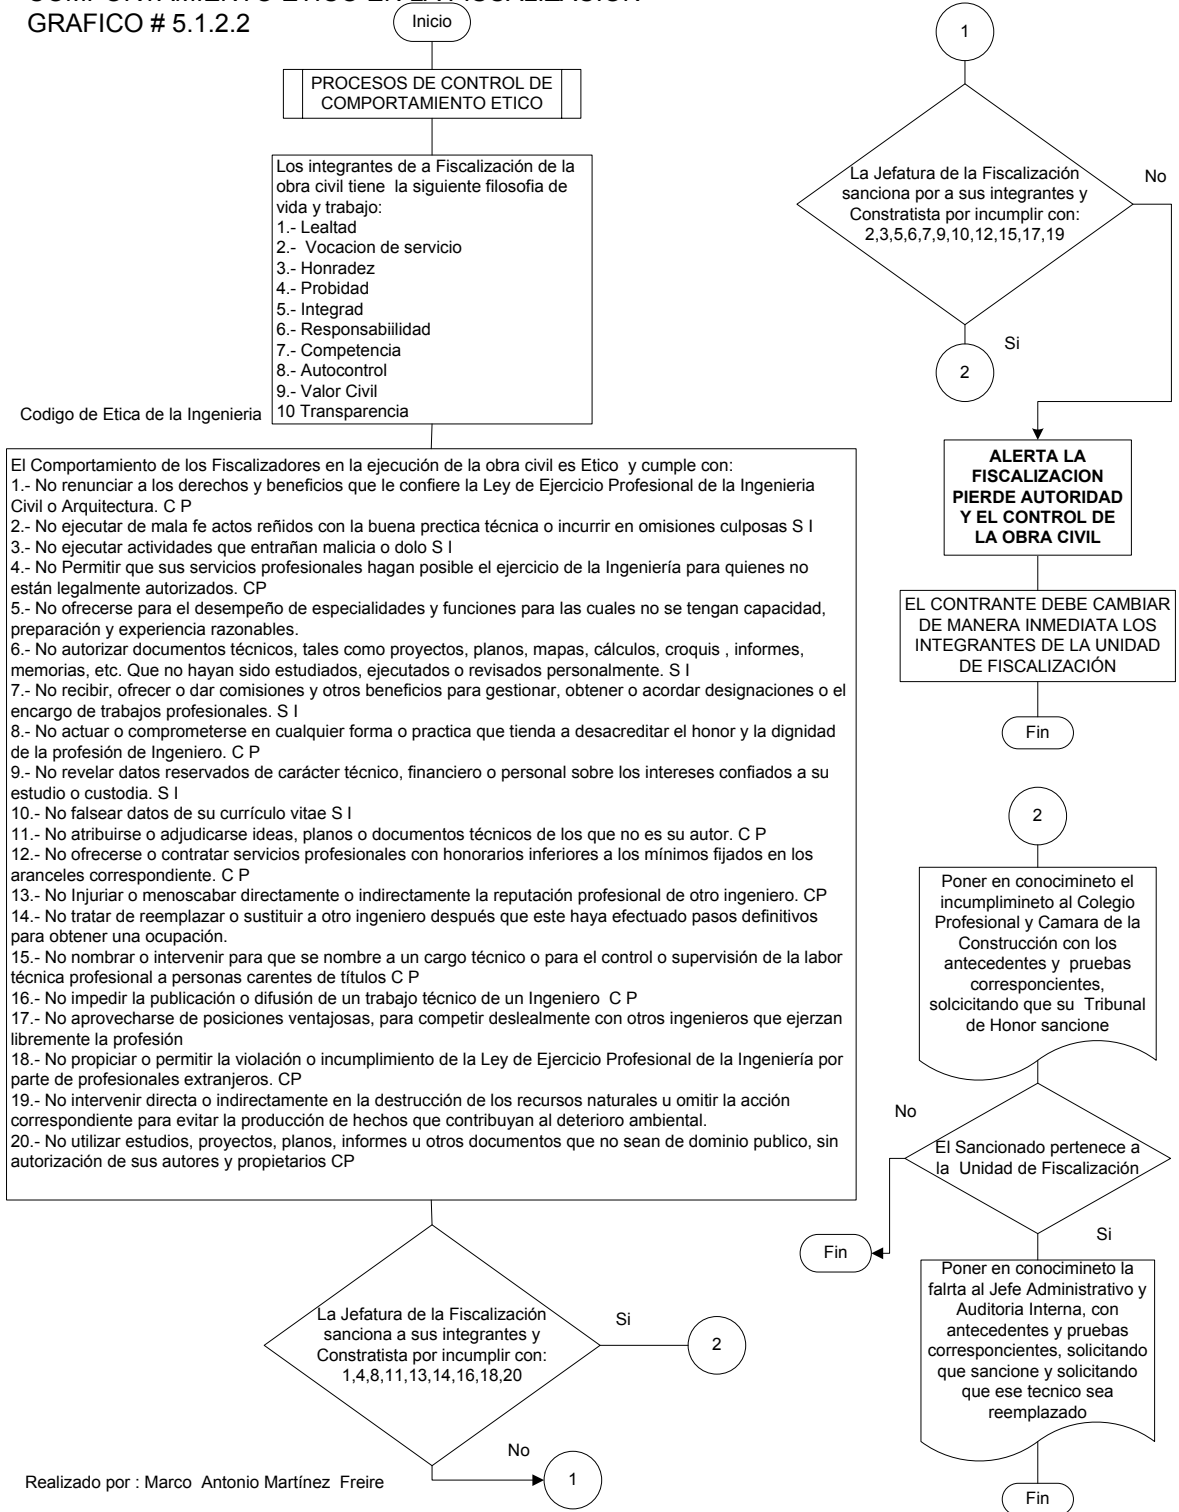 GRAFICO # 5.1.2.2
Inicio
PROCESOS DE CONTROL DE
COMPORTAMIENTO ETICO
Los integrantes de a Fiscalización de la
obra civil tiene la siguiente filosofia de
vida y trabajo:
1.- Lealtad
2.- Vocacion de servicio
3.- Honradez
4.- Probidad
5.- Integrad
6.- Responsabiilidad
7.- Competencia
8.- Autocontrol
9.- Valor Civil
10 Transparencia
Codigo de Etica de la Ingenieria
El Comportamiento de los Fiscalizadores en la ejecución de la obra civil es Etico y cumple con:
1.- No renunciar a los derechos y beneficios que le confiere la Ley de Ejercicio Profesional de la Ingenieria
Civil o Arquitectura. C P
2.- No ejecutar de mala fe actos reñidos con la buena prectica técnica o incurrir en omisiones culposas S I
3.- No ejecutar actividades que entrañan malicia o dolo S I
4.- No Permitir que sus servicios profesionales hagan posible el ejercicio de la Ingeniería para quienes no
están legalmente autorizados. CP
5.- No ofrecerse para el desempeño de especialidades y funciones para las cuales no se tengan capacidad,
preparación y experiencia razonables.
6.- No autorizar documentos técnicos, tales como proyectos, planos, mapas, cálculos, croquis , informes,
memorias, etc. Que no hayan sido estudiados, ejecutados o revisados personalmente. S I
7.- No recibir, ofrecer o dar comisiones y otros beneficios para gestionar, obtener o acordar designaciones o el
encargo de trabajos profesionales. S I
8.- No actuar o comprometerse en cualquier forma o practica que tienda a desacreditar el honor y la dignidad
de la profesión de Ingeniero. C P
9.- No revelar datos reservados de carácter técnico, financiero o personal sobre los intereses confiados a su
estudio o custodia. S I
10.- No falsear datos de su currículo vitae S I
11.- No atribuirse o adjudicarse ideas, planos o documentos técnicos de los que no es su autor. C P
12.- No ofrecerse o contratar servicios profesionales con honorarios inferiores a los mínimos fijados en los
aranceles correspondiente. C P
13.- No Injuriar o menoscabar directamente o indirectamente la reputación profesional de otro ingeniero. CP
14.- No tratar de reemplazar o sustituir a otro ingeniero después que este haya efectuado pasos definitivos
para obtener una ocupación.
15.- No nombrar o intervenir para que se nombre a un cargo técnico o para el control o supervisión de la labor
técnica profesional a personas carentes de títulos C P
16.- No impedir la publicación o difusión de un trabajo técnico de un Ingeniero C P
17.- No aprovecharse de posiciones ventajosas, para competir deslealmente con otros ingenieros que ejerzan
libremente la profesión
18.- No propiciar o permitir la violación o incumplimiento de la Ley de Ejercicio Profesional de la Ingeniería por
parte de profesionales extranjeros. CP
19.- No intervenir directa o indirectamente en la destrucción de los recursos naturales u omitir la acción
correspondiente para evitar la producción de hechos que contribuyan al deterioro ambiental.
20.- No utilizar estudios, proyectos, planos, informes u otros documentos que no sean de dominio publico, sin
autorización de sus autores y propietarios CP
La Jefatura de la Fiscalización
sanciona a sus integrantes y
Constratista por incumplir con:
1,4,8,11,13,14,16,18,20
Si
2
No
1
Realizado por : Marco Antonio Martínez Freire
1
La Jefatura de la Fiscalización
sanciona por a sus integrantes y
Constratista por incumplir con:
2,3,5,6,7,9,10,12,15,17,19
No
Si
2
ALERTA LA
FISCALIZACION
PIERDE AUTORIDAD
Y EL CONTROL DE
LA OBRA CIVIL
EL CONTRANTE DEBE CAMBIAR
DE MANERA INMEDIATA LOS
INTEGRANTES DE LA UNIDAD
DE FISCALIZACIÓN
Fin
2
Poner en conocimineto el
incumplimineto al Colegio
Profesional y Camara de la
Construcción con los
antecedentes y pruebas
corresponcientes,
solcicitando que su Tribunal
de Honor sancione
No
El Sancionado pertenece a
la Unidad de Fiscalización
Si
Fin
Poner en conocimineto la
falrta al Jefe Administrativo y
Auditoria Interna, con
antecedentes y pruebas
corresponcientes, solicitando
que sancione y solicitando
que ese tecnico sea
reemplazado
Fin